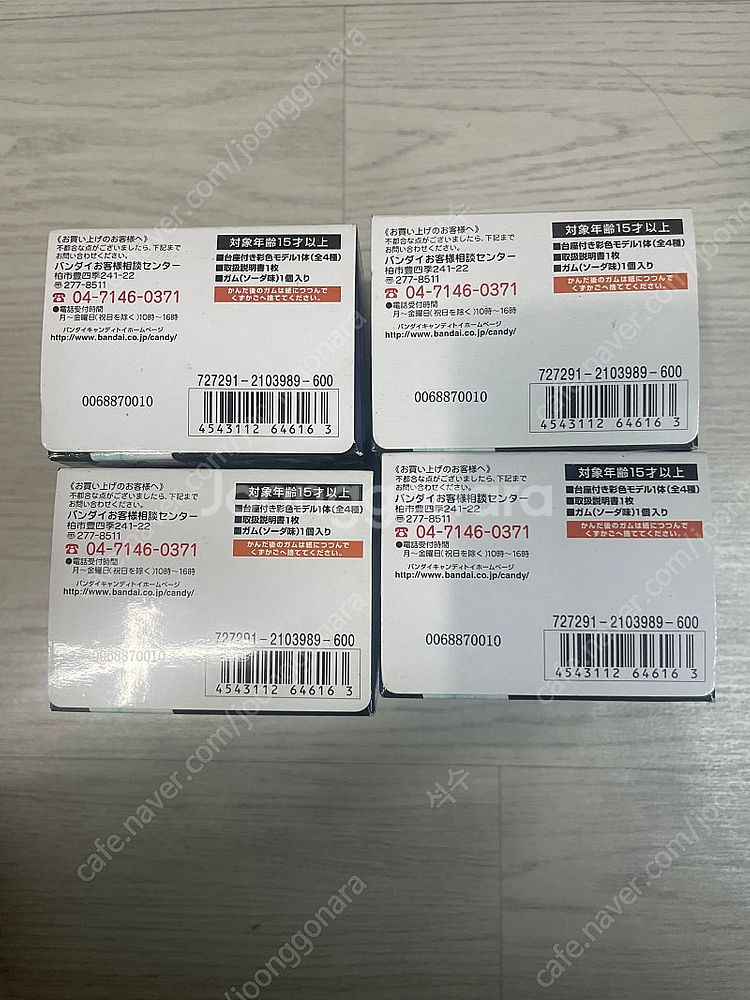 《お買い上げのお客様へ》
不都合な点がございましたら、下記まで
お問い合わせください。
バンダイお客様相談センター
柏市豊四季241-22
〒277-8511
☎ 04-7146-0371
●電話受付時間
月～金曜日(祝日を除く)10時～16時
バンダイキャンディトイホームページ
http://www.bandai.co.jp/candy/
対象年齢15才以上
■台座付き彩色モデル1体(全4種)
■取扱説明書1枚
■ガム(ソーダ味)1個入り
かんだ後のガムは紙につつんで
くずかごへ捨ててください。
727291-2103989-600
0068870010
4543112 64616 3
《お買い上げのお客様へ》
不都合な点がございましたら、下記まで
お問い合わせください。
バンダイお客様相談センター
柏市豊四季241-22
〒277-8511
☎ 04-7146-0371
●電話受付時間
月～金曜日(祝日を除く)10時～16時
バンダイキャンディトイホームページ
http://www.bandai.co.jp/candy/
対象年齢15才以上
■台座付き彩色モデル1体(全4種)
■取扱説明書1枚
■ガム(ソーダ味)1個入り
かんだ後のガムは紙につつんで
くずかごへ捨ててください。
727291-2103989-600
0068870010
4543112 64616 3
《お買い上げのお客様へ》
不都合な点がございましたら、下記まで
お問い合わせください。
バンダイお客様相談センター
柏市豊四季241-22
〒277-8511
☎ 04-7146-0371
●電話受付時間
月～金曜日(祝日を除く)10時～16時
バンダイキャンディトイホームページ
http://www.bandai.co.jp/candy/
対象年齢15才以上
■台座付き彩色モデル1体(全4種)
■取扱説明書1枚
■ガム(ソーダ味)1個入り
かんだ後のガムは紙につつんで
くずかごへ捨ててください。
727291-2103989-600
0068870010
4543112 64616 3
《お買い上げのお客様へ》
不都合な点がございましたら、下記まで
お問い合わせください。
バンダイお客様相談センター
柏市豊四季241-22
〒277-8511
☎ 04-7146-0371
●電話受付時間
月～金曜日(祝日を除く)10時～16時
バンダイキャンディトイホームページ
http://www.bandai.co.jp/candy/
対象年齢15才以上
■台座付き彩色モデル1体(全4種)
■取扱説明書1枚
■ガム(ソーダ味)1個入り
かんだ後のガムは紙につつんで
くずかごへ捨ててください。
727291-2103989-600
0068870010
4543112 64616 3
Joonggonara
cafe.naver.com/joonggonara
석수